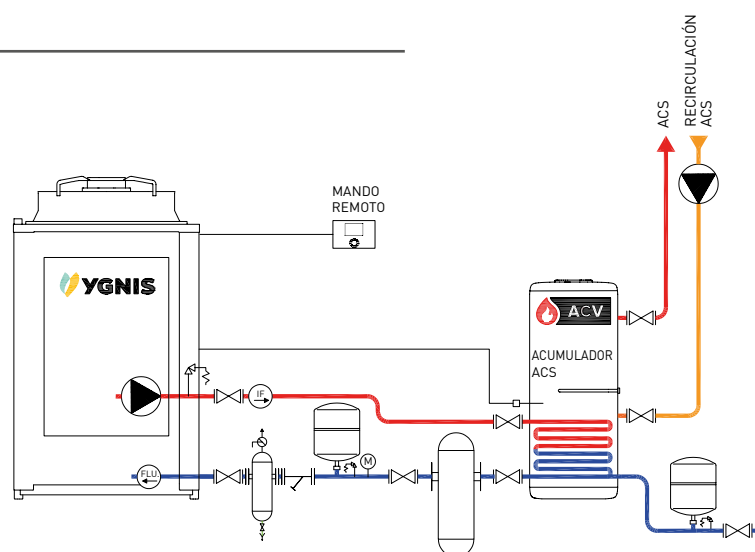 ACS
RECIRCULACIÓN
ACS
MANDO
REMOTO
YGNIS
ACV
ACUMULADOR
ACS
IF
FLU.
M